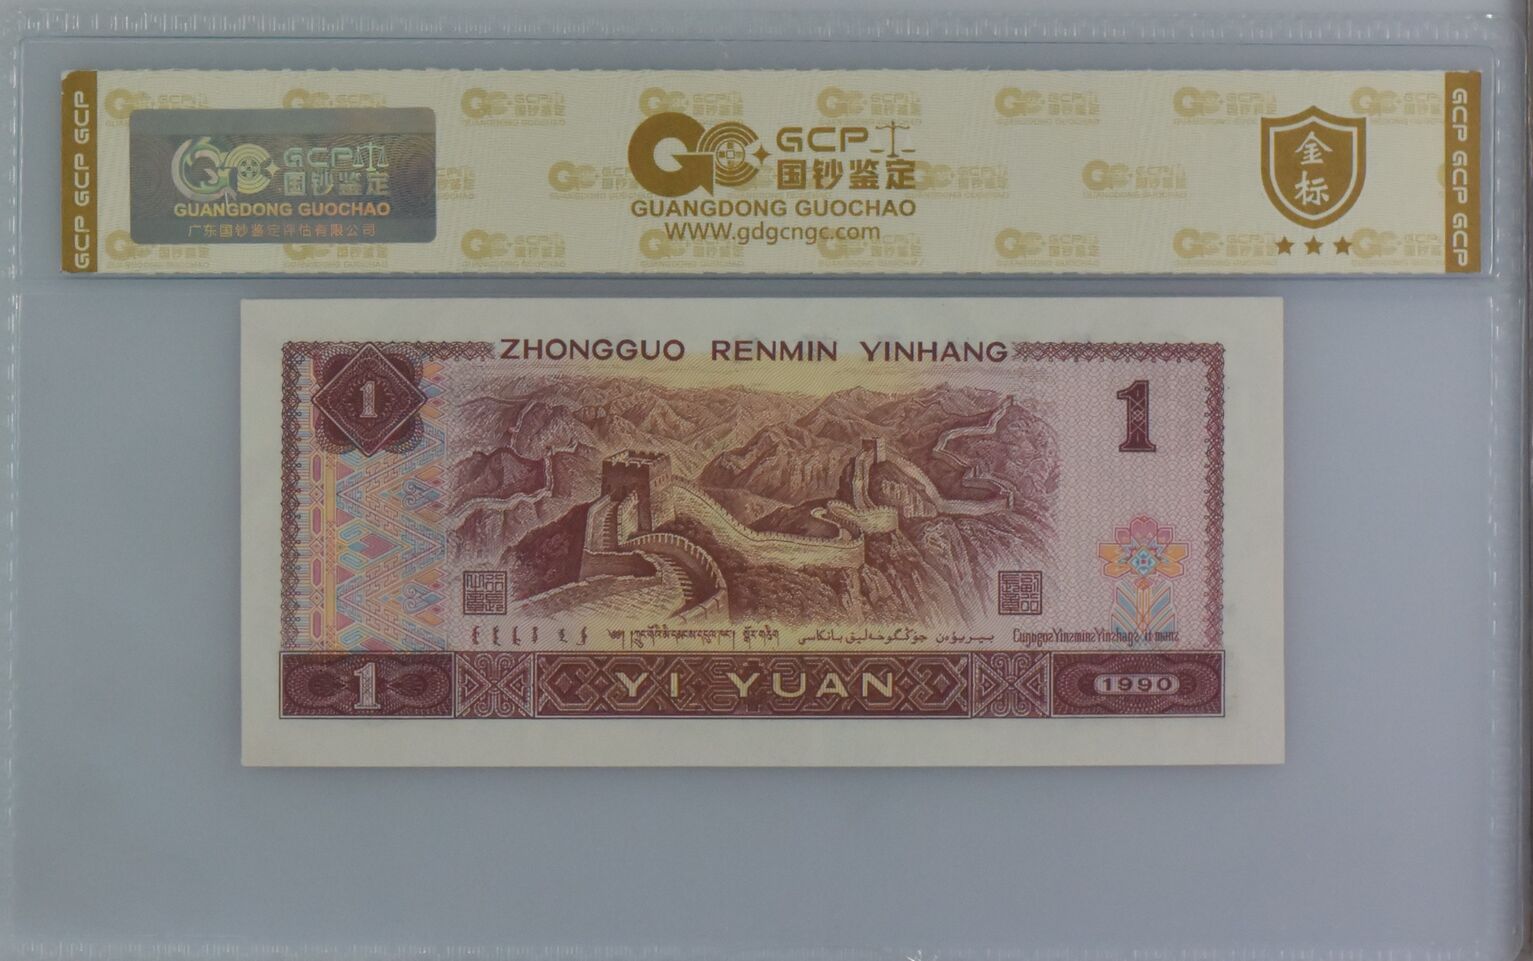 GCP GCP GCP
GCP
国钞鉴定
GUANGDONG GUOCHAO
广东国钞鉴定评估有限公司
GCP
国钞鉴定
GUANGDONG GUOCHAO
WWW.gdgcngc.com
金标
GCP GCP GCP
ZHONGGUO RENMIN YINHANG
1
1
1 YI YUAN 1990